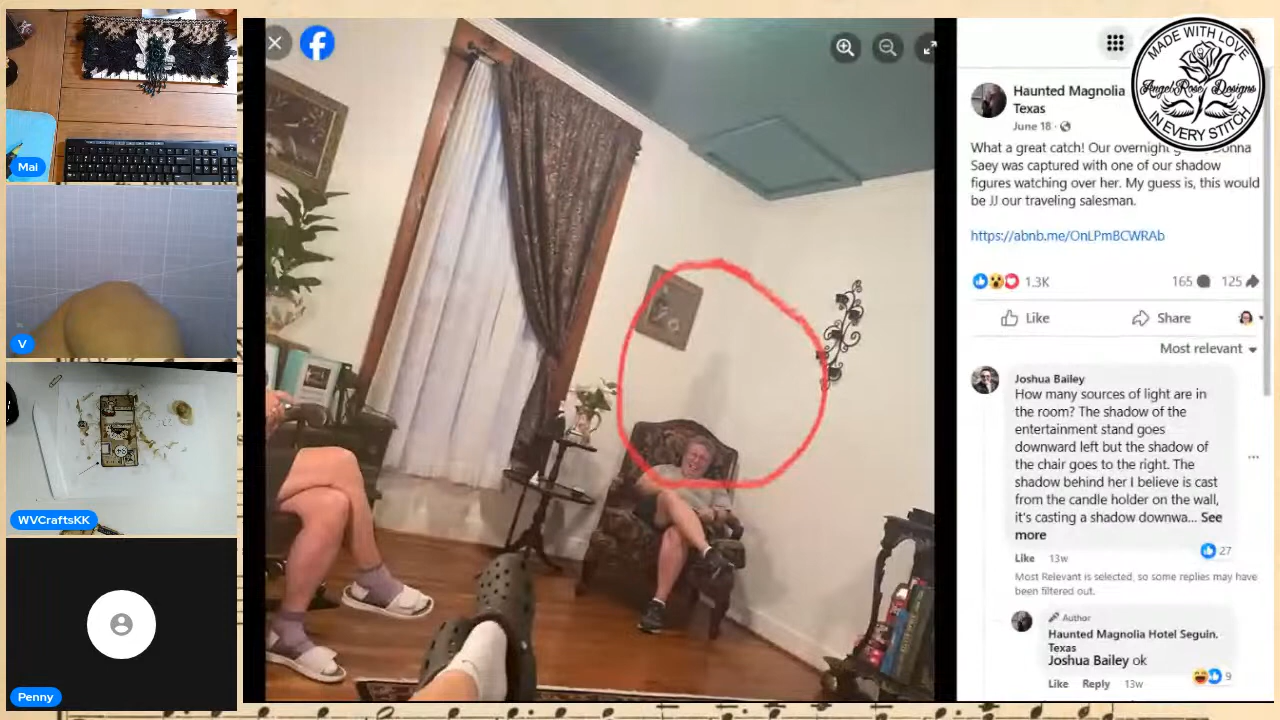 Mai
V
WVCraftsKK
Penny
MADE WITH LOVE
AngelRose Designs
IN EVERY STITCH
Haunted Magnolia
Texas
June 18 ·
What a great catch! Our overnight
Saey was captured with one of our shadow
figures watching over her. My guess is, this would
be JJ our traveling salesman.
https://abnb.me/OnLPmBCWRAb
1.3K
165
125
Like
Share
Most relevant
Joshua Bailey
How many sources of light are in
the room? The shadow of the
entertainment stand goes
downward left but the shadow of
the chair goes to the right. The
shadow behind her I believe is cast
from the candle holder on the wall,
it's casting a shadow downwa... See
more
Like 13w
27
Most Relevant is selected, so some replies may have
been filtered out.
Author
Haunted Magnolia Hotel Seguin,
Texas
Joshua Bailey ok
Like Reply 13w
9